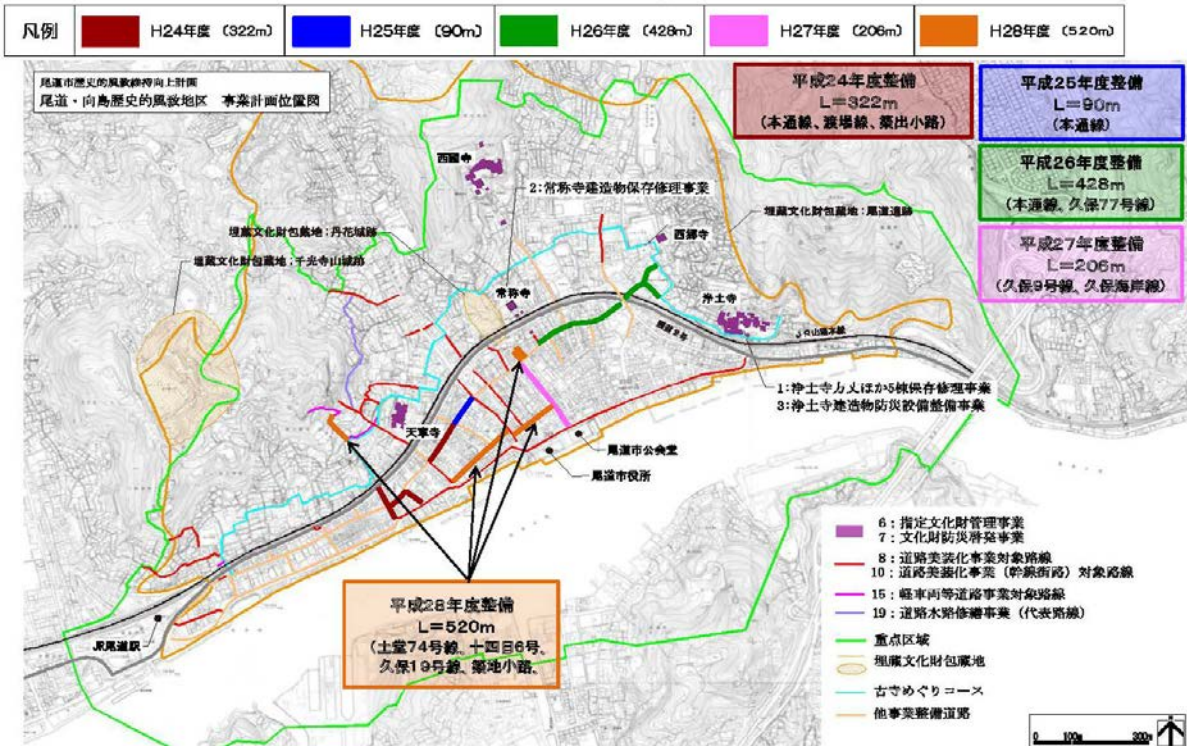 凡例
H24年度 (322m)
H25年度 (90m)
H26年度 (428m)
H27年度 (206m)
H28年度 (520m)
尾道市歴史的風致維持向上計画
尾道・向島歴史的風致地区 事業計画位置図
平成24年度整備
L=322m
(本通線、渡場線、築出小路)
平成25年度整備
L=90m
(本通線)
平成26年度整備
L=428m
(本通線、久保77号線)
平成27年度整備
L=206m
(久保9号線、久保海岸線)
西國寺
2:常称寺建造物保存修理事業
埋蔵文化財包蔵地:尾道遺跡
埋蔵文化財包蔵地:丹花城跡
西郷寺
埋蔵文化財包蔵地:千光寺山城跡
常称寺
浄土寺
国道2号
JR山陽本線
1:浄土寺方丈ほか5棟保存修理事業
3:浄土寺建造物防災設備整備事業
天寧寺
尾道市公会堂
尾道市役所
平成28年度整備
L=520m
(土堂74号線、十四日6号、
久保19号線、築地小路、
JR尾道駅
6:指定文化財管理事業
7:文化財防災啓発事業
8:道路美装化事業対象路線
10:道路美装化事業(幹線街路)対象路線
15:軽車両等道路事業対象路線
19:道路水路修繕事業(代表路線)
重点区域
埋蔵文化財包蔵地
古寺めぐりコース
他事業整備道路
0 100m 300m